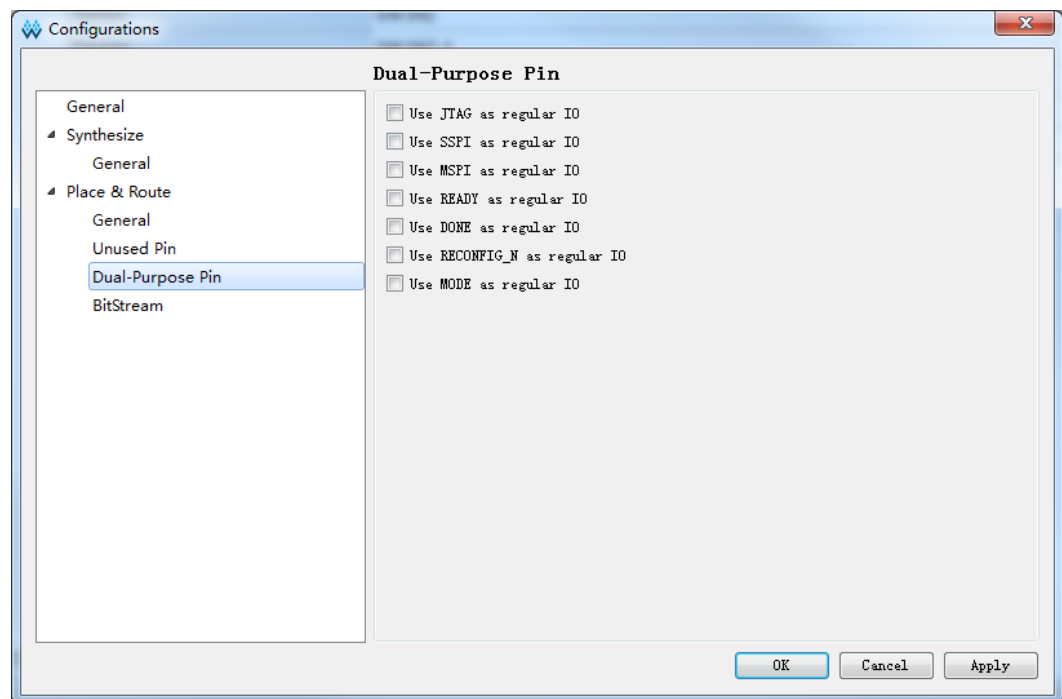 Configurations
Dual-Purpose Pin
General
Synthesize
General
Place & Route
General
Unused Pin
Dual-Purpose Pin
BitStream
Use JTAG as regular IO
Use SSPI as regular IO
Use MSPI as regular IO
Use READY as regular IO
Use DONE as regular IO
Use RECONFIG_N as regular IO
Use MODE as regular IO
OK
Cancel
Apply